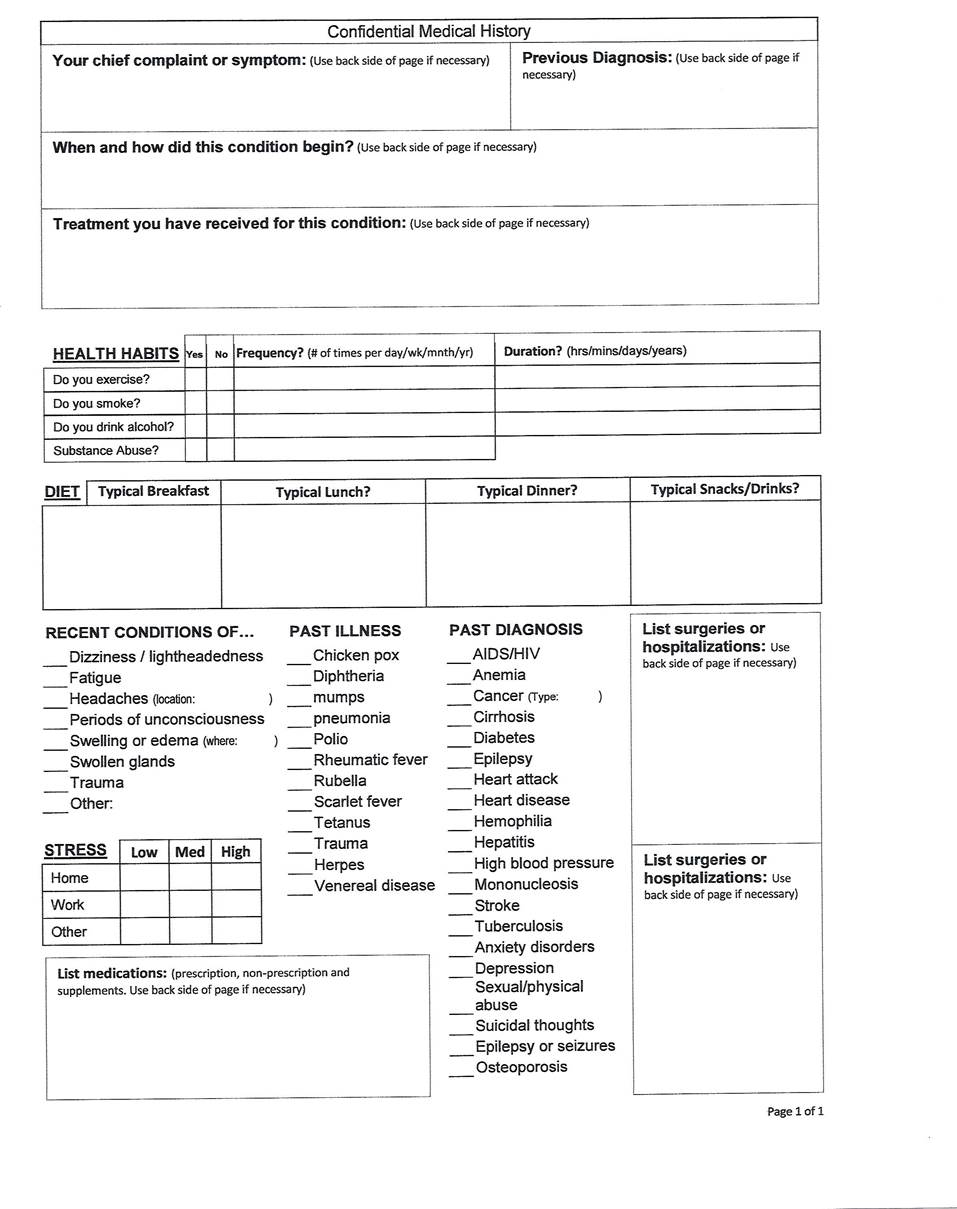 Confidential Medical History
Your chief complaint or symptom: (Use back side of page if necessary)
Previous Diagnosis: (Use back side of page if
necessary)
When and how did this condition begin? (Use back side of page if necessary)
Treatment you have received for this condition: (Use back side of page if necessary)
HEALTH HABITS Yes No Frequency? (# of times per day/wk/mnth/yr) Duration? (hrs/mins/days/years)
Do you exercise?
Do you smoke?
Do you drink alcohol?
Substance Abuse?
DIET Typical Breakfast Typical Lunch? Typical Dinner? Typical Snacks/Drinks?
RECENT CONDITIONS OF...
___Dizziness / lightheadedness
___Fatigue
___Headaches (location: )
___Periods of unconsciousness
___Swelling or edema (where: )
___Swollen glands
___Trauma
___Other:
STRESS Low Med High
Home
Work
Other
PAST ILLNESS
___Chicken pox
___Diphtheria
___mumps
___pneumonia
___Polio
___Rheumatic fever
___Rubella
___Scarlet fever
___Tetanus
___Trauma
___Herpes
___Venereal disease
PAST DIAGNOSIS
___AIDS/HIV
___Anemia
___Cancer (Type: )
___Cirrhosis
___Diabetes
___Epilepsy
___Heart attack
___Heart disease
___Hemophilia
___Hepatitis
___High blood pressure
___Mononucleosis
___Stroke
___Tuberculosis
___Anxiety disorders
___Depression
Sexual/physical
___abuse
___Suicidal thoughts
___Epilepsy or seizures
___Osteoporosis
List surgeries or
hospitalizations: Use
back side of page if necessary)
List surgeries or
hospitalizations: Use
back side of page if necessary)
List medications: (prescription, non-prescription and
supplements. Use back side of page if necessary)
Page 1 of 1